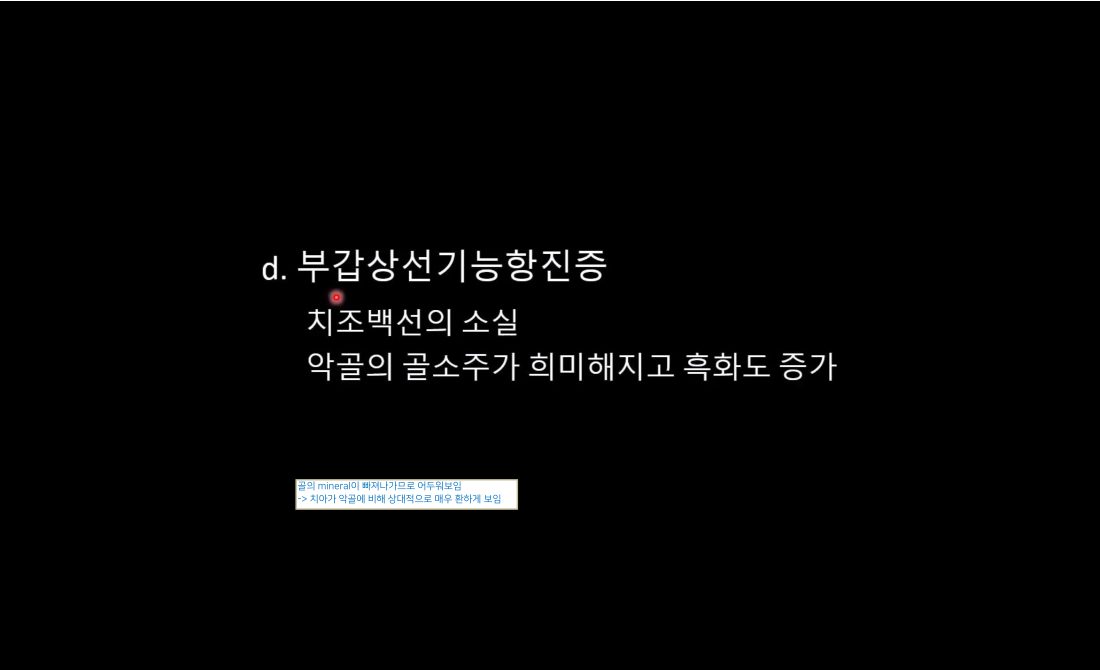 d. 부갑상선기능항진증
치조백선의 소실
악골의 골소주가 희미해지고 흑화도 증가
골의 mineral이 빠져나가므로 어두워보임
-> 치아가 악골에 비해 상대적으로 매우 환하게 보임